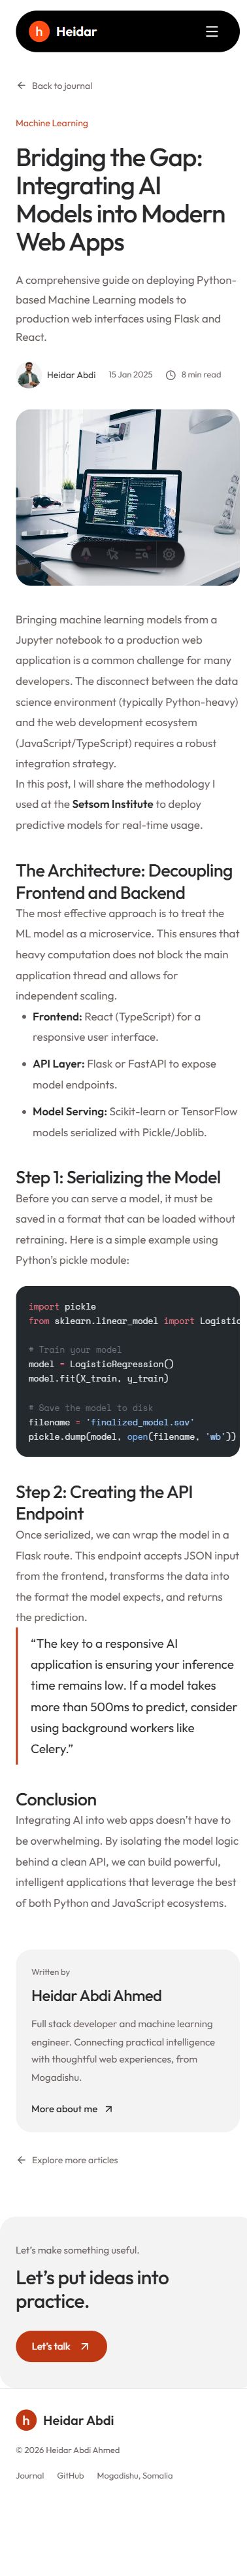 h Heidar
Back to journal
Machine Learning
Bridging the Gap:
Integrating AI
Models into Modern
Web Apps
A comprehensive guide on deploying Python-
based Machine Learning models to
production web interfaces using Flask and
React.
Heidar Abdi 15 Jan 2025 8 min read
Bringing machine learning models from a
Jupyter notebook to a production web
application is a common challenge for many
developers. The disconnect between the data
science environment (typically Python-heavy)
and the web development ecosystem
(JavaScript/TypeScript) requires a robust
integration strategy.
In this post, I will share the methodology I
used at the Setsom Institute to deploy
predictive models for real-time usage.
The Architecture: Decoupling
Frontend and Backend
The most effective approach is to treat the
ML model as a microservice. This ensures that
heavy computation does not block the main
application thread and allows for
independent scaling.
• Frontend: React (TypeScript) for a
responsive user interface.
• API Layer: Flask or FastAPI to expose
model endpoints.
• Model Serving: Scikit-learn or TensorFlow
models serialized with Pickle/Joblib.
Step 1: Serializing the Model
Before you can serve a model, it must be
saved in a format that can be loaded without
retraining. Here is a simple example using
Python's pickle module:
import pickle
from sklearn.linear_model import Logistic
# Train your model
model = LogisticRegression()
model.fit(X_train, y_train)
# Save the model to disk
filename = 'finalized_model.sav'
pickle.dump(model, open(filename, 'wb'))
Step 2: Creating the API
Endpoint
Once serialized, we can wrap the model in a
Flask route. This endpoint accepts JSON input
from the frontend, transforms the data into
the format the model expects, and returns
the prediction.
“The key to a responsive AI
application is ensuring your inference
time remains low. If a model takes
more than 500ms to predict, consider
using background workers like
Celery.”
Conclusion
Integrating AI into web apps doesn’t have to
be overwhelming. By isolating the model logic
behind a clean API, we can build powerful,
intelligent applications that leverage the best
of both Python and JavaScript ecosystems.
Written by
Heidar Abdi Ahmed
Full stack developer and machine learning
engineer. Connecting practical intelligence
with thoughtful web experiences, from
Mogadishu.
More about me
Explore more articles
Let’s make something useful.
Let’s put ideas into
practice.
Let’s talk
h Heidar Abdi
© 2026 Heidar Abdi Ahmed
Journal GitHub Mogadishu, Somalia